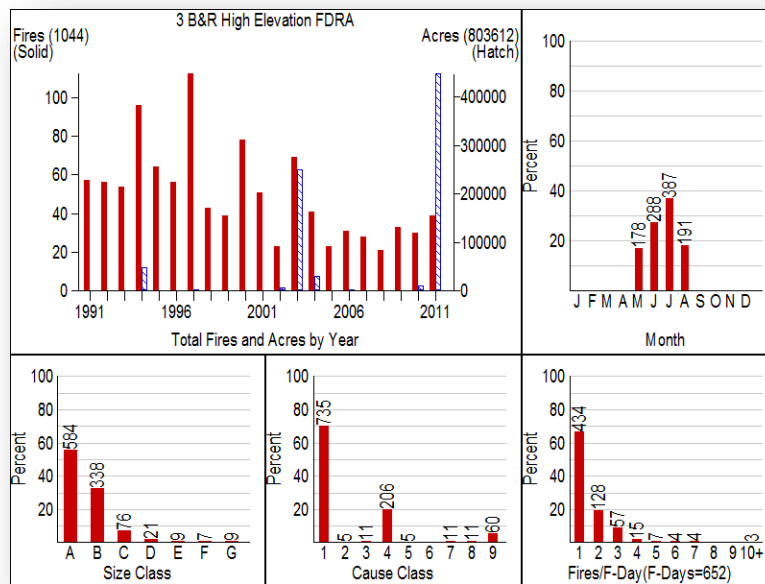 3 B&R High Elevation FDRA
Fires (1044)
(Solid)
Acres (803612)
(Hatch)
100
80
60
40
20
0
400000
300000
200000
100000
0
1991 1996 2001 2006 2011
Total Fires and Acres by Year
Percent
100
80
60
40
20
178 288 387 191
J F M A M J J A S O N D
Month
Percent
100
80
60
40
20
584 338 76 21 9 7 9
A B C D E F G
Size Class
Percent
100
80
60
40
20
735 5 11 206 5 11 11 60
1 2 3 4 5 6 7 8 9
Cause Class
Percent
100
80
60
40
20
434 128 57 15 7 4 4 3
1 2 3 4 5 6 7 8 9 10+
Fires/F-Day(F-Days=652)